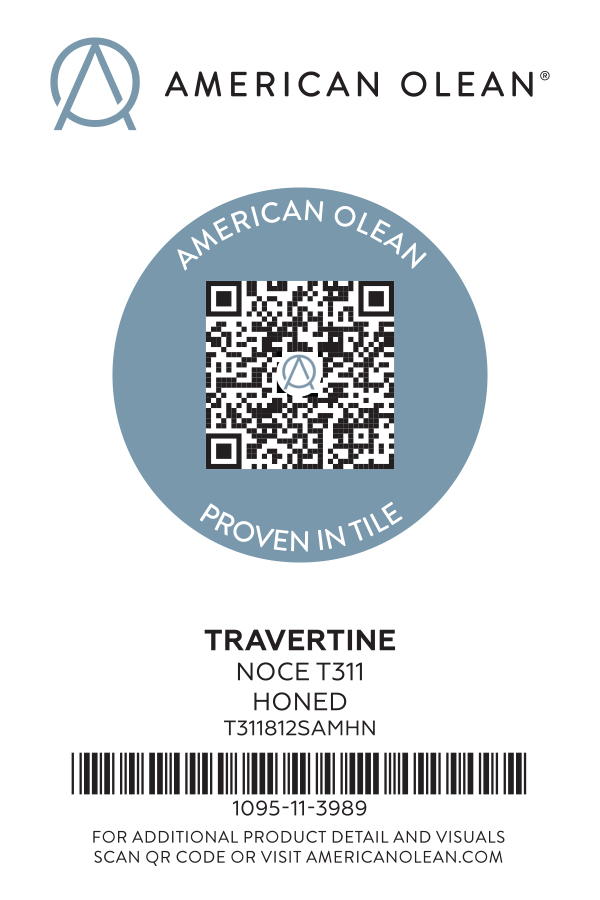 AMERICAN OLEAN®
AMERICAN OLEAN
PROVEN IN TILE
TRAVERTINE
NOCE T311
HONED
T311812SAMHN
1095-11-3989
FOR ADDITIONAL PRODUCT DETAIL AND VISUALS
SCAN QR CODE OR VISIT AMERICANOLEAN.COM